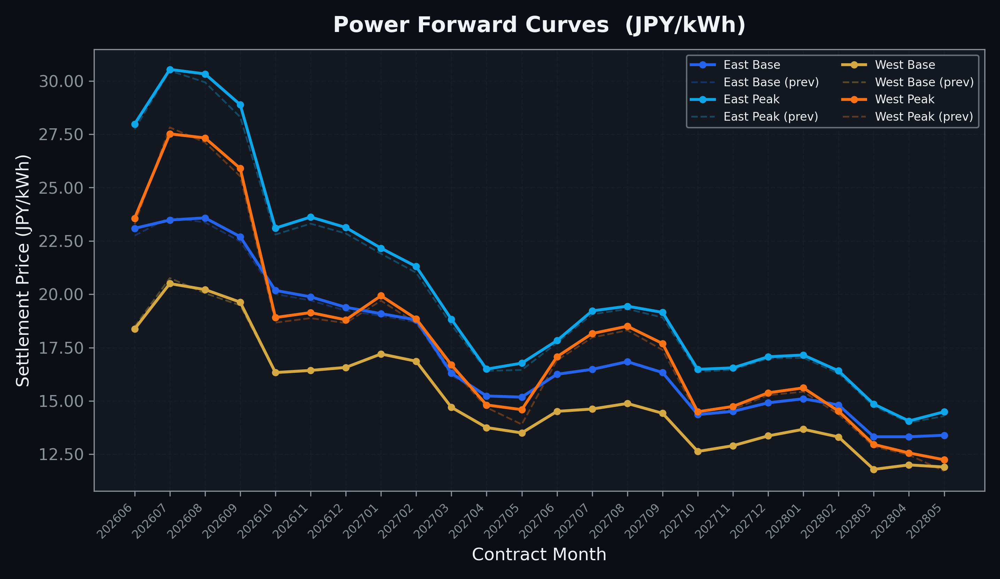 Power Forward Curves  (JPY/kWh)
East Base
East Base (prev)
East Peak
East Peak (prev)
West Base
West Base (prev)
West Peak
West Peak (prev)
Settlement Price (JPY/kWh)
30.00
27.50
25.00
22.50
20.00
17.50
15.00
12.50
202606
202607
202608
202609
202610
202611
202612
202701
202702
202703
202704
202705
202706
202707
202708
202709
202710
202711
202712
202801
202802
202803
202804
202805
Contract Month